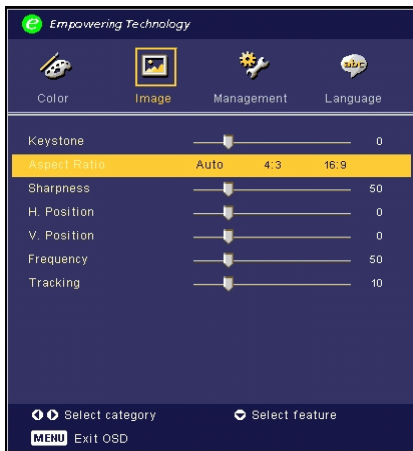 Empowering Technology
Color Image Management Language
Keystone 0
Aspect Ratio Auto 4:3 16:9
Sharpness 50
H. Position 0
V. Position 0
Frequency 50
Tracking 10
Select category Select feature
MENU Exit OSD